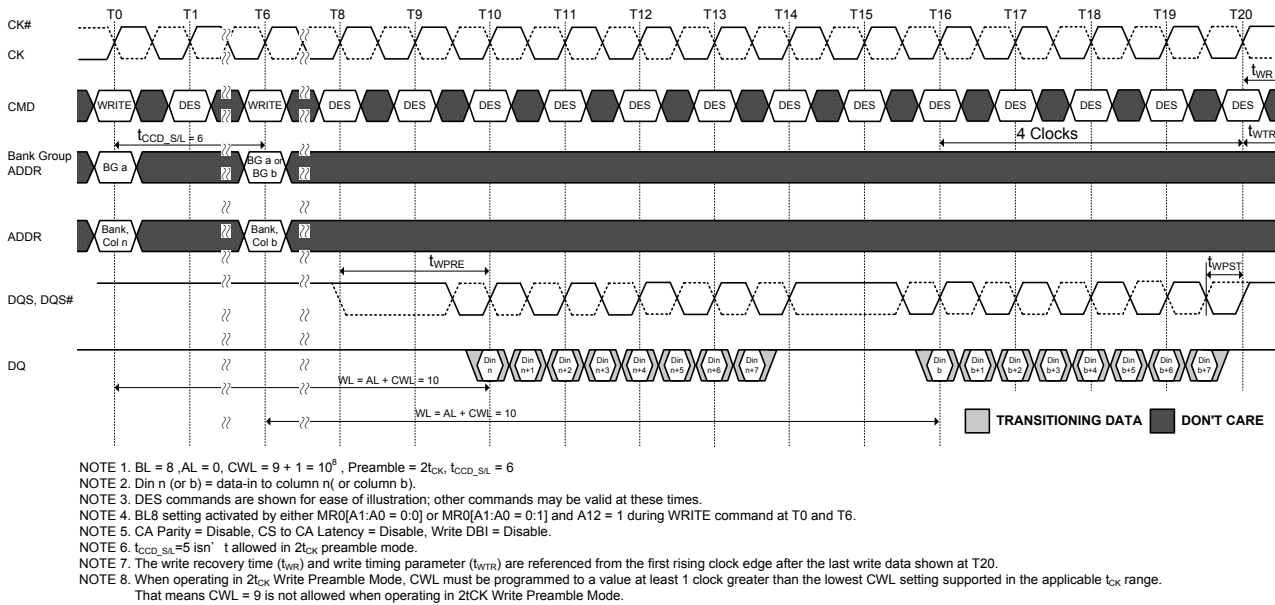 T0 T1 T6 T8 T9 T10 T11 T12 T13 T14 T15 T16 T17 T18 T19 T20
CK#
CK
tWR
CMD WRITE DES WRITE DES DES DES DES DES DES DES DES DES DES DES DES DES
tCCD_S/L = 6
4 Clocks
tWTR
Bank Group
ADDR
BG a
BG a or
BG b
ADDR
Bank,
Col n
Bank,
Col b
tWPRE
tWPST
DQS, DQS#
DQ
Din n Din n+1 Din n+2 Din n+3 Din n+4 Din n+5 Din n+6 Din n+7 Din b Din b+1 Din b+2 Din b+3 Din b+4 Din b+5 Din b+6 Din b+7
WL = AL + CWL = 10
WL = AL + CWL = 10
TRANSITIONING DATA DON'T CARE
NOTE 1. BL = 8 ,AL = 0, CWL = 9 + 1 = 10⁸ , Preamble = 2tCK, tCCD_S/L = 6
NOTE 2. Din n (or b) = data-in to column n( or column b).
NOTE 3. DES commands are shown for ease of illustration; other commands may be valid at these times.
NOTE 4. BL8 setting activated by either MR0[A1:A0 = 0:0] or MR0[A1:A0 = 0:1] and A12 = 1 during WRITE command at T0 and T6.
NOTE 5. CA Parity = Disable, CS to CA Latency = Disable, Write DBI = Disable.
NOTE 6. tCCD_S/L=5 isn' t allowed in 2tCK preamble mode.
NOTE 7. The write recovery time (tWR) and write timing parameter (tWTR) are referenced from the first rising clock edge after the last write data shown at T20.
NOTE 8. When operating in 2tCK Write Preamble Mode, CWL must be programmed to a value at least 1 clock greater than the lowest CWL setting supported in the applicable tCK range.
That means CWL = 9 is not allowed when operating in 2tCK Write Preamble Mode.